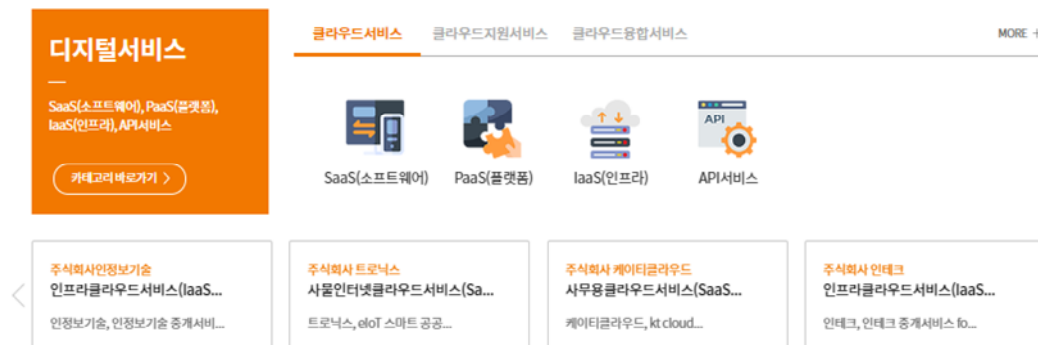 디지털서비스
SaaS(소프트웨어), PaaS(플랫폼),
IaaS(인프라), API서비스
카테고리 바로가기 >
클라우드서비스 클라우드지원서비스 클라우드융합서비스 MORE +
API
SaaS(소프트웨어) PaaS(플랫폼) IaaS(인프라) API서비스
주식회사인정보기술
인프라클라우드서비스(IaaS...
인정보기술, 인정보기술 중개서비...
주식회사 트로닉스
사물인터넷클라우드서비스(Sa...
트로닉스, eIoT 스마트 공공...
주식회사 케이티클라우드
사무용클라우드서비스(SaaS...
케이티클라우드, kt cloud...
주식회사 인테크
인프라클라우드서비스(IaaS...
인테크, 인테크 중개서비스 fo...